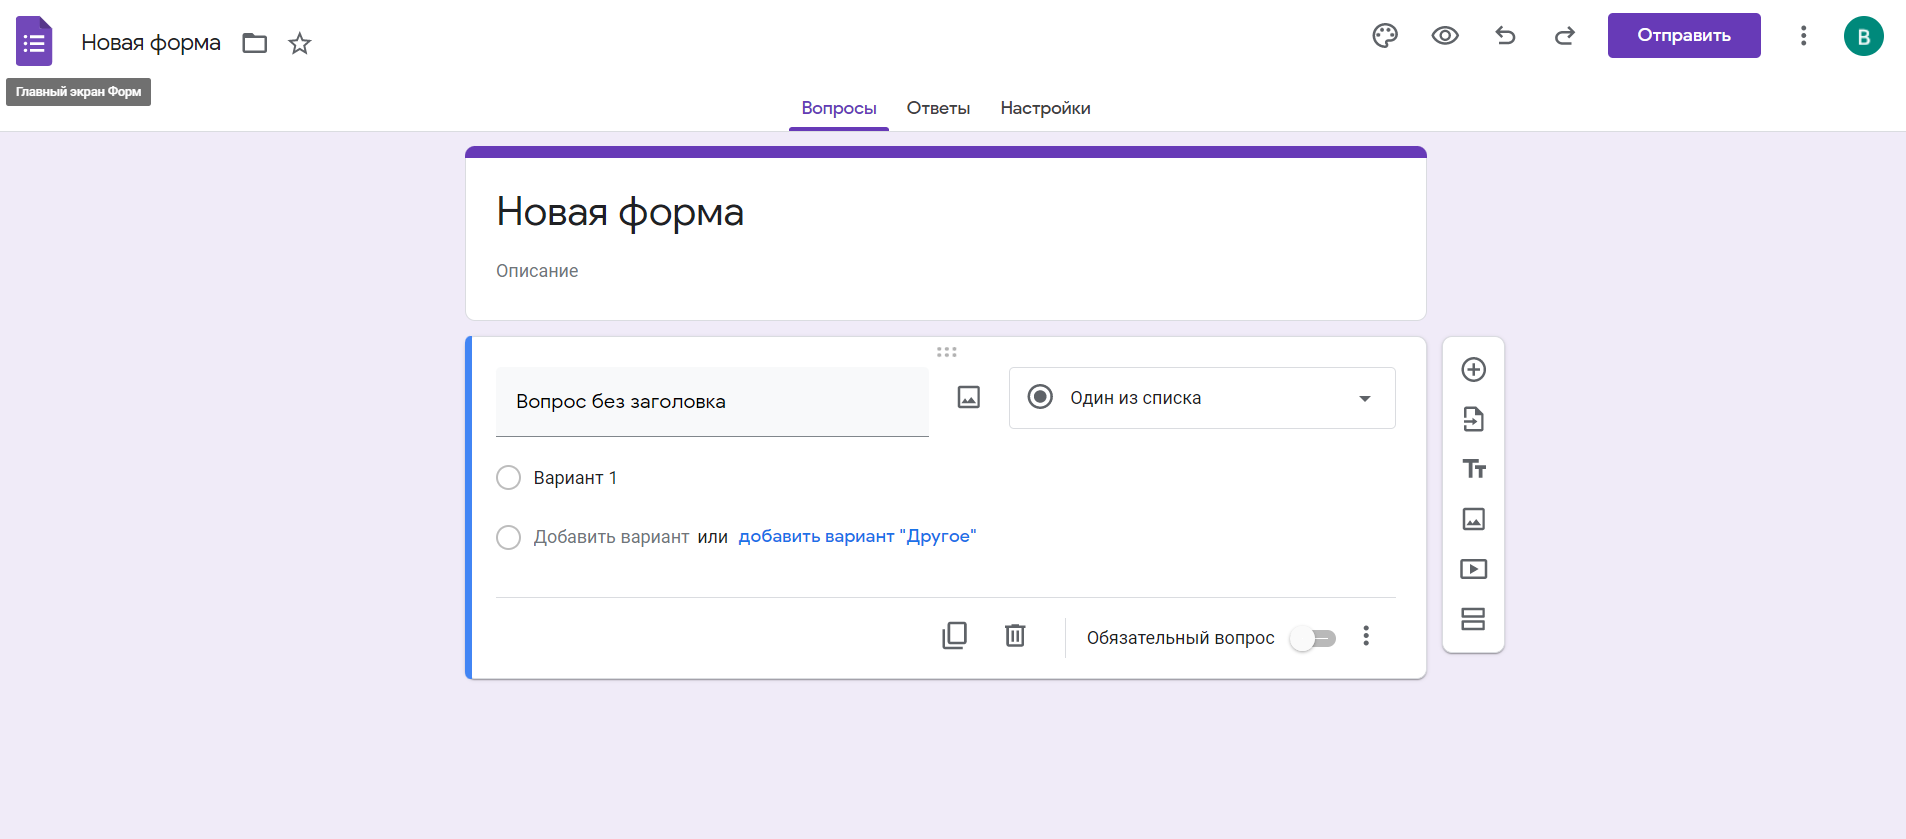 Новая форма
Отправить
В
Главный экран Форм
Вопросы Ответы Настройки
Новая форма
Описание
Вопрос без заголовка
Один из списка
Вариант 1
Добавить вариант или добавить вариант "Другое"
Обязательный вопрос